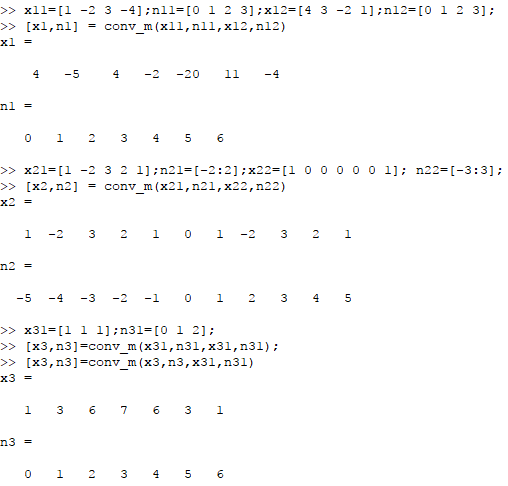 >> x11=[1 -2 3 -4];n11=[0 1 2 3];x12=[4 3 -2 1];n12=[0 1 2 3];
>> [x1,n1] = conv_m(x11,n11,x12,n12)
x1 =
4 -5 4 -2 -20 11 -4
n1 =
0 1 2 3 4 5 6
>> x21=[1 -2 3 2 1];n21=[-2:2];x22=[1 0 0 0 0 0 1]; n22=[-3:3];
>> [x2,n2] = conv_m(x21,n21,x22,n22)
x2 =
1 -2 3 2 1 0 1 -2 3 2 1
n2 =
-5 -4 -3 -2 -1 0 1 2 3 4 5
>> x31=[1 1 1];n31=[0 1 2];
>> [x3,n3]=conv_m(x31,n31,x31,n31);
>> [x3,n3]=conv_m(x3,n3,x31,n31)
x3 =
1 3 6 7 6 3 1
n3 =
0 1 2 3 4 5 6